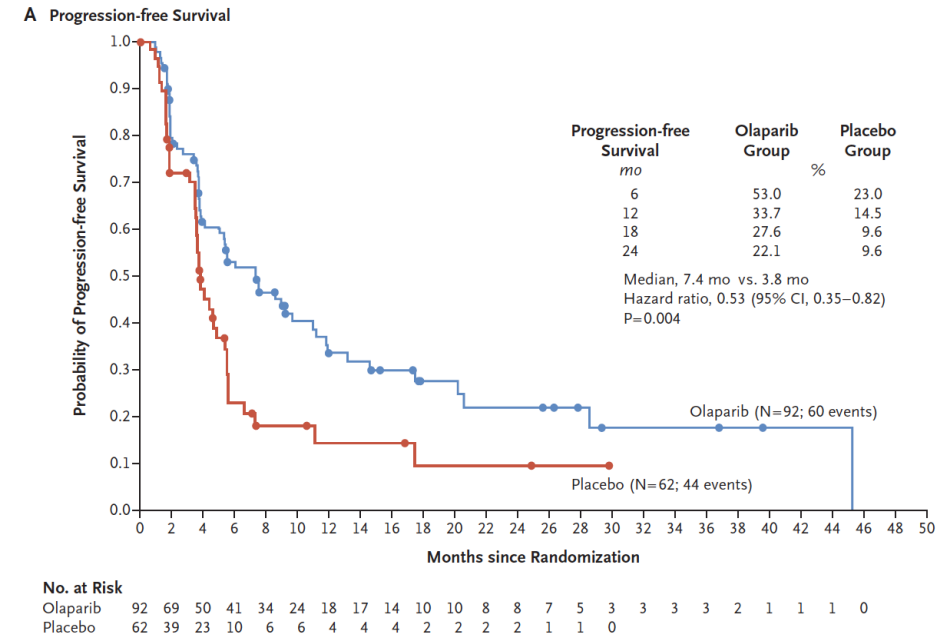 A Progression-free Survival
Probability of Progression-free Survival
1.0
0.9
0.8
0.7
0.6
0.5
0.4
0.3
0.2
0.1
0.0
Progression-free Survival Olaparib Group Placebo Group
mo %
6 53.0 23.0
12 33.7 14.5
18 27.6 9.6
24 22.1 9.6
Median, 7.4 mo vs. 3.8 mo
Hazard ratio, 0.53 (95% CI, 0.35–0.82)
P=0.004
Olaparib (N=92; 60 events)
Placebo (N=62; 44 events)
0 2 4 6 8 10 12 14 16 18 20 22 24 26 28 30 32 34 36 38 40 42 44 46 48 50
Months since Randomization
No. at Risk
Olaparib 92 69 50 41 34 24 18 17 14 10 10 8 8 7 5 3 3 3 3 2 1 1 1 0
Placebo 62 39 23 10 6 6 4 4 4 2 2 2 2 1 1 0